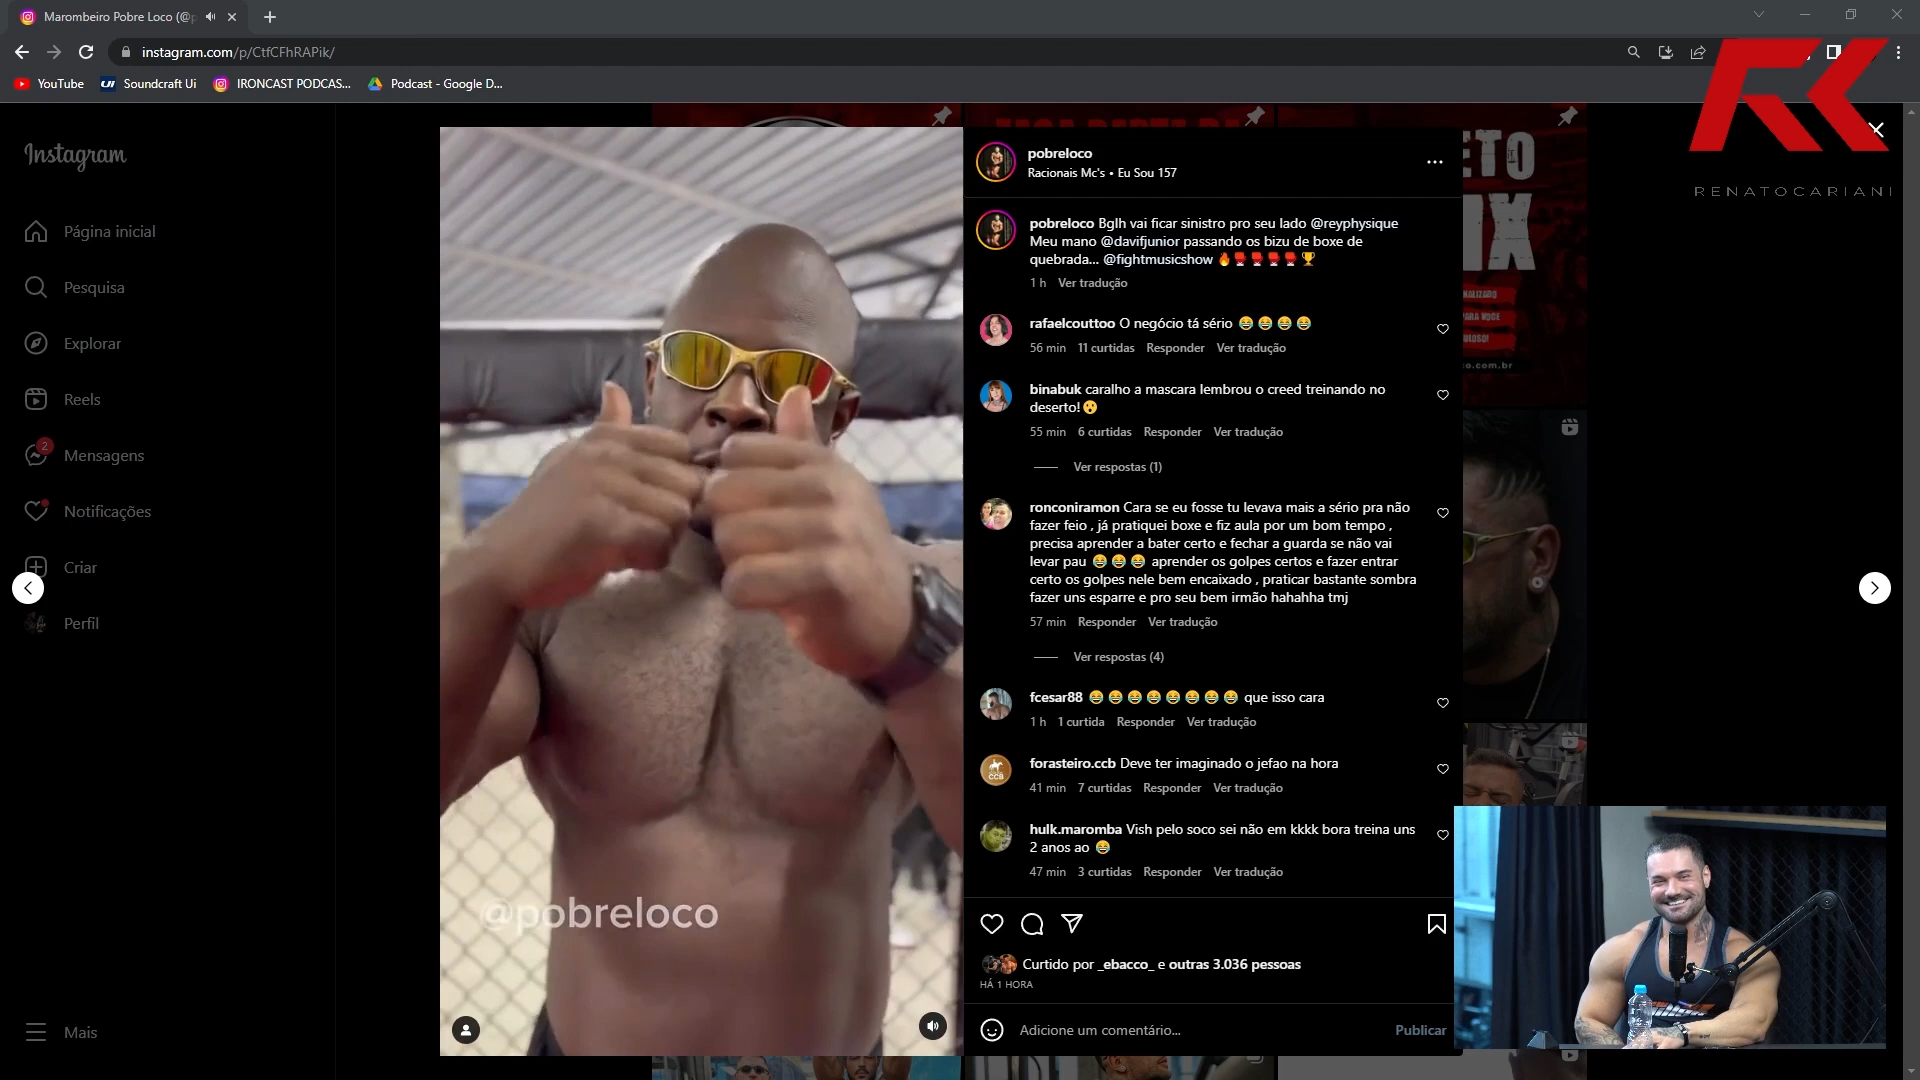 Marombeiro Pobre Loco (@p
instagram.com/p/CtfCFhRAPik/
YouTube
Soundcraft Ui
IRONCAST PODCAS...
Podcast - Google D...
RENATOCARIANI
Instagram
Página inicial
Pesquisa
Explorar
Reels
2
Mensagens
Notificações
Criar
Perfil
Mais
@pobreloco
pobreloco
Racionais Mc's • Eu Sou 157
pobreloco Bglh vai ficar sinistro pro seu lado @reyphysique
Meu mano @davifjunior passando os bizu de boxe de
quebrada... @fightmusicshow 🔥🥊🥊🥊🥊🏆
1 h Ver tradução
rafaelcouttoo O negócio tá sério 😂😂😂😂
56 min 11 curtidas Responder Ver tradução
binabuk caralho a mascara lembrou o creed treinando no
deserto!😮
55 min 6 curtidas Responder Ver tradução
Ver respostas (1)
ronconiramon Cara se eu fosse tu levava mais a sério pra não
fazer feio , já pratiquei boxe e fiz aula por um bom tempo ,
precisa aprender a bater certo e fechar a guarda se não vai
levar pau 😂😂😂 aprender os golpes certos e fazer entrar
certo os golpes nele bem encaixado , praticar bastante sombra
fazer uns esparre e pro seu bem irmão hahahha tmj
57 min Responder Ver tradução
Ver respostas (4)
fcesar88 😂😂😂😂😂😂😂😂 que isso cara
1 h 1 curtida Responder Ver tradução
forasteiro.ccb Deve ter imaginado o jefao na hora
41 min 7 curtidas Responder Ver tradução
hulk.maromba Vish pelo soco sei não em kkkk bora treina uns
2 anos ao 😂
47 min 3 curtidas Responder Ver tradução
Curtido por _ebacco_ e outras 3.036 pessoas
HÁ 1 HORA
Adicione um comentário...
Publicar
CCB